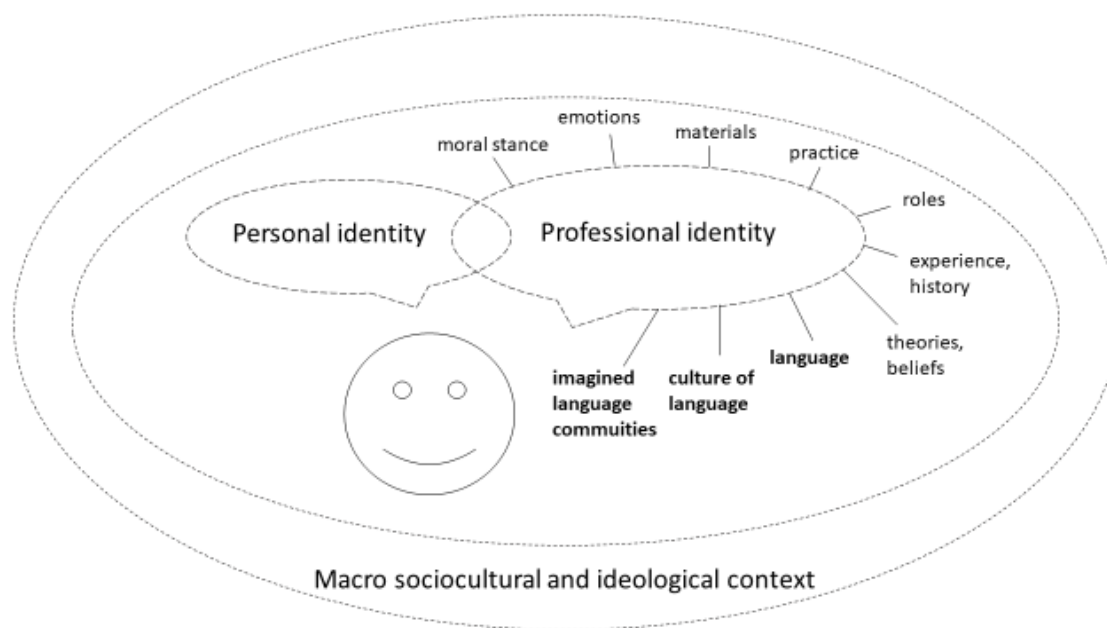 emotions
materials
moral stance
practice
roles
Personal identity
Professional identity
experience,
history
theories,
beliefs
language
culture of
language
imagined
language
commuities
Macro sociocultural and ideological context